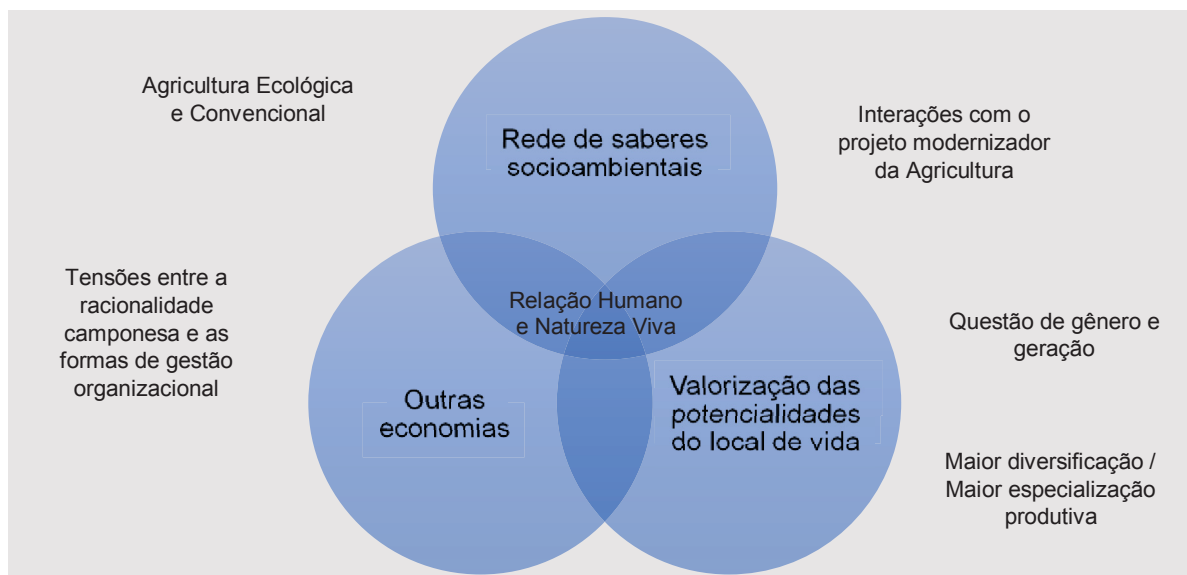 Agricultura Ecológica
e Convencional
Rede de saberes
socioambientais
Interações com o
projeto modernizador
da Agricultura
Tensões entre a
racionalidade
camponesa e as
formas de gestão
organizacional
Relação Humano
e Natureza Viva
Questão de gênero e
geração
Outras
economias
Valorização das
potencialidades
do local de vida
Maior diversificação /
Maior especialização
produtiva